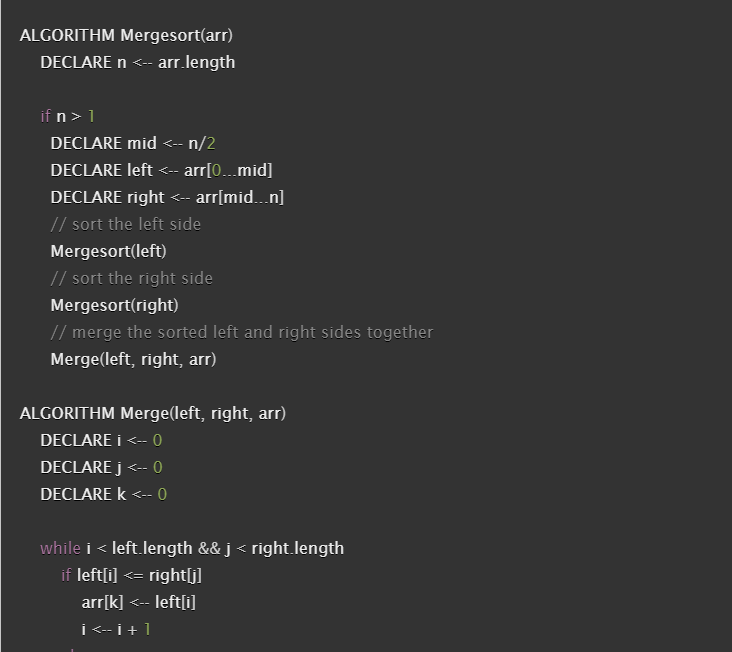 ALGORITHM Mergesort(arr)
DECLARE n <-- arr.length
if n > 1
DECLARE mid <-- n/2
DECLARE left <-- arr[0...mid]
DECLARE right <-- arr[mid...n]
// sort the left side
Mergesort(left)
// sort the right side
Mergesort(right)
// merge the sorted left and right sides together
Merge(left, right, arr)
ALGORITHM Merge(left, right, arr)
DECLARE i <-- 0
DECLARE j <-- 0
DECLARE k <-- 0
while i < left.length && j < right.length
if left[i] <= right[j]
arr[k] <-- left[i]
i <-- i + 1